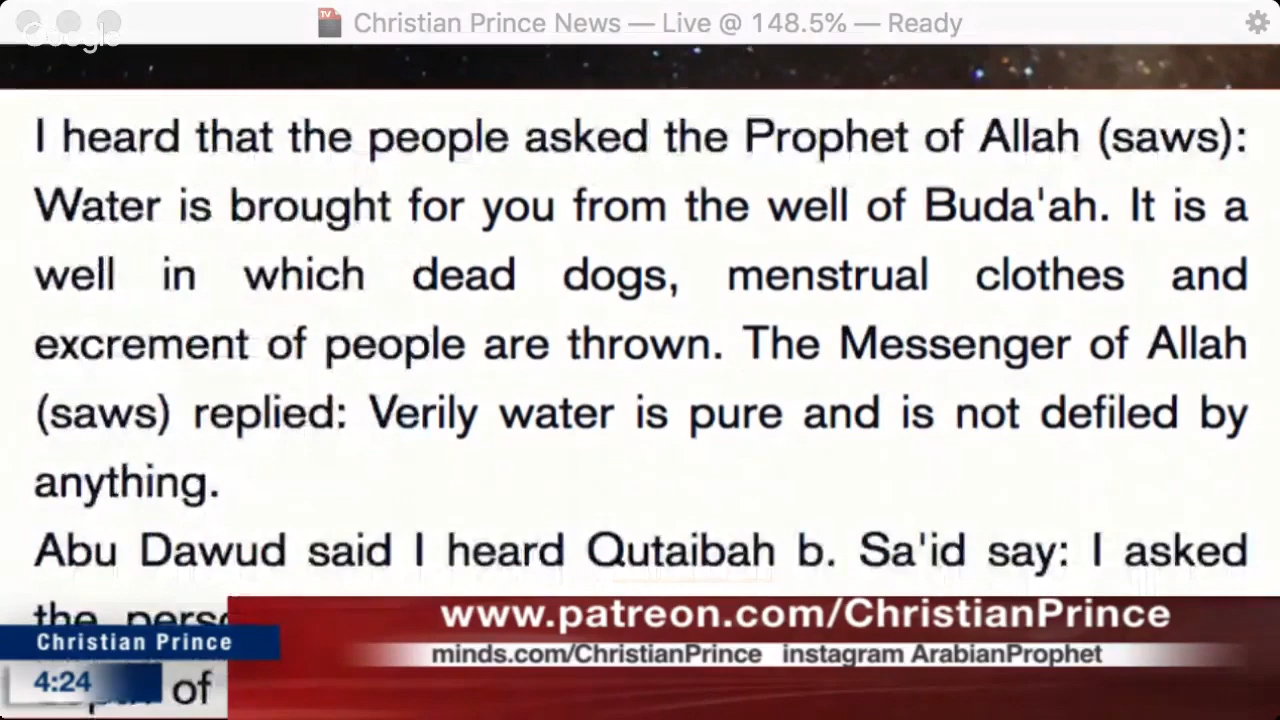 Christian Prince News — Live @ 148.5% — Ready
Google
I heard that the people asked the Prophet of Allah (saws):
Water is brought for you from the well of Buda'ah. It is a
well in which dead dogs, menstrual clothes and
excrement of people are thrown. The Messenger of Allah
(saws) replied: Verily water is pure and is not defiled by
anything.
Abu Dawud said I heard Qutaibah b. Sa'id say: I asked
the
www.patreon.com/ChristianPrince
Christian Prince
minds.com/ChristianPrince instagram ArabianProphet
4:24
of